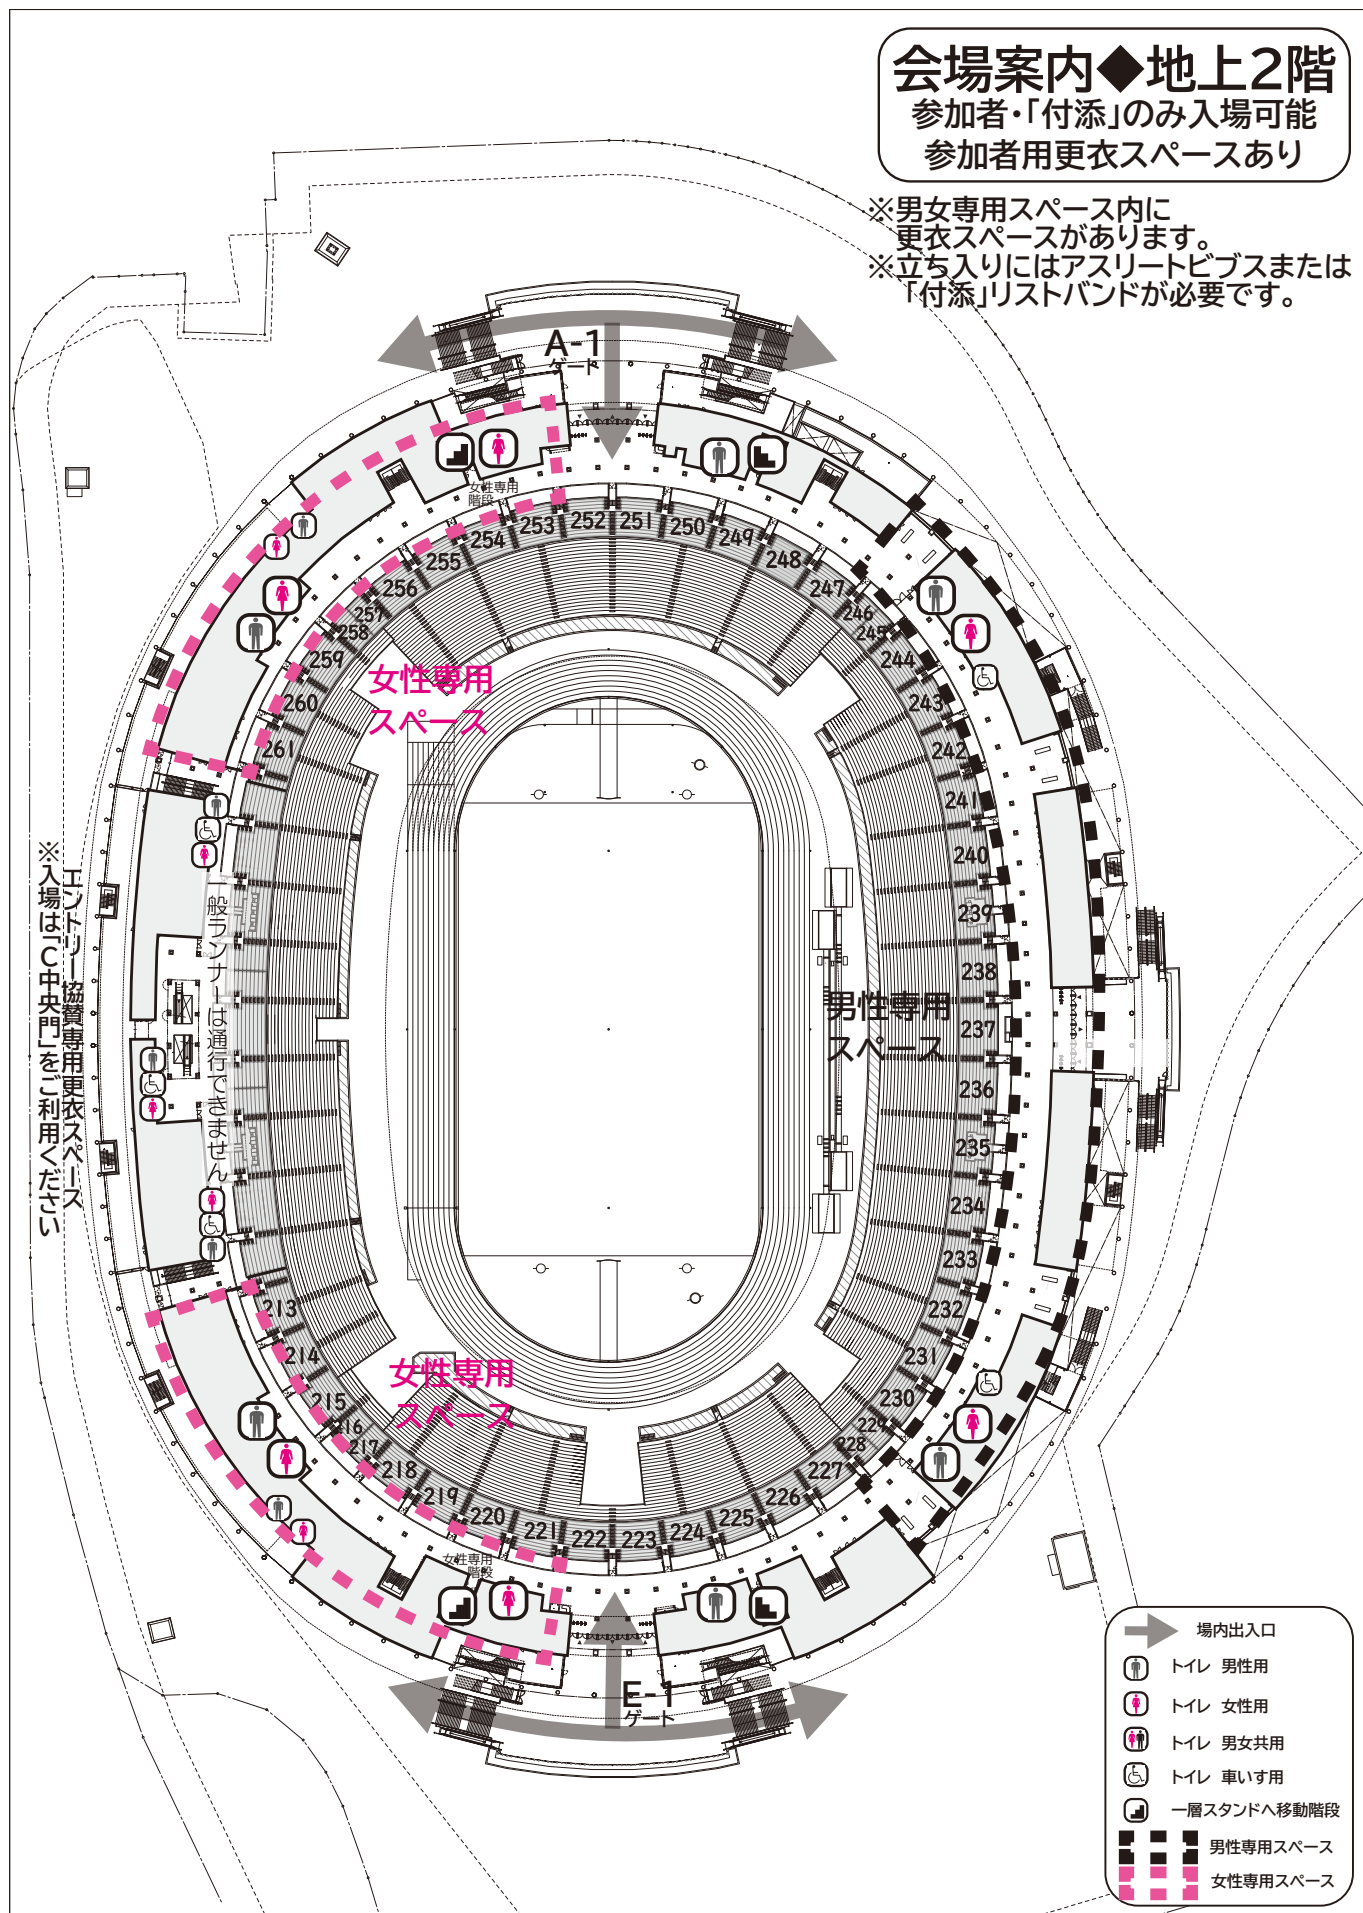 会場案内◆地上2階
参加者・「付添」のみ入場可能
参加者用更衣スペースあり
※男女専用スペース内に
更衣スペースがあります。
※立ち入りにはアスリートビブスまたは
「付添」リストバンドが必要です。
A-1
ゲート
女性専用
階段
253
252
251
250
249
254
248
255
247
256
246
257
245
258
244
259
243
260
242
261
241
240
239
238
237
236
235
234
233
232
231
230
229
228
227
226
225
224
223
222
221
220
219
218
217
216
215
214
213
女性専用
スペース
男性専用
スペース
女性専用
スペース
一般ランナーは通行できません
エントリー協賛専用更衣スペース
※入場は「C中央門」をご利用ください
女性専用
階段
E-1
ゲート
場内出入口
トイレ 男性用
トイレ 女性用
トイレ 男女共用
トイレ 車いす用
一層スタンドへ移動階段
男性専用スペース
女性専用スペース